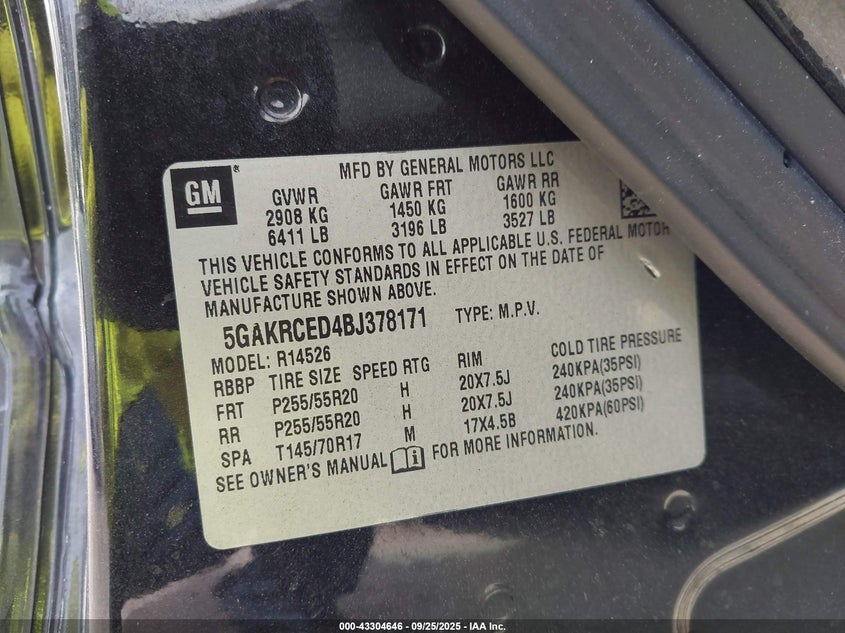 MFD BY GENERAL MOTORS LLC
GM
GVWR GAWR FRT GAWR RR
2908 KG 1450 KG 1600 KG
6411 LB 3196 LB 3527 LB
THIS VEHICLE CONFORMS TO ALL APPLICABLE U.S. FEDERAL MOTOR
VEHICLE SAFETY STANDARDS IN EFFECT ON THE DATE OF
MANUFACTURE SHOWN ABOVE.
5GAKRCED4BJ378171 TYPE: M.P.V.
MODEL: R14526
RBBP TIRE SIZE SPEED RTG RIM COLD TIRE PRESSURE
FRT P255/55R20 H 20X7.5J 240KPA(35PSI)
RR P255/55R20 H 20X7.5J 240KPA(35PSI)
SPA T145/70R17 M 17X4.5B 420KPA(60PSI)
SEE OWNER'S MANUAL FOR MORE INFORMATION.
000-43304646 - 09/25/2025 - IAA Inc.